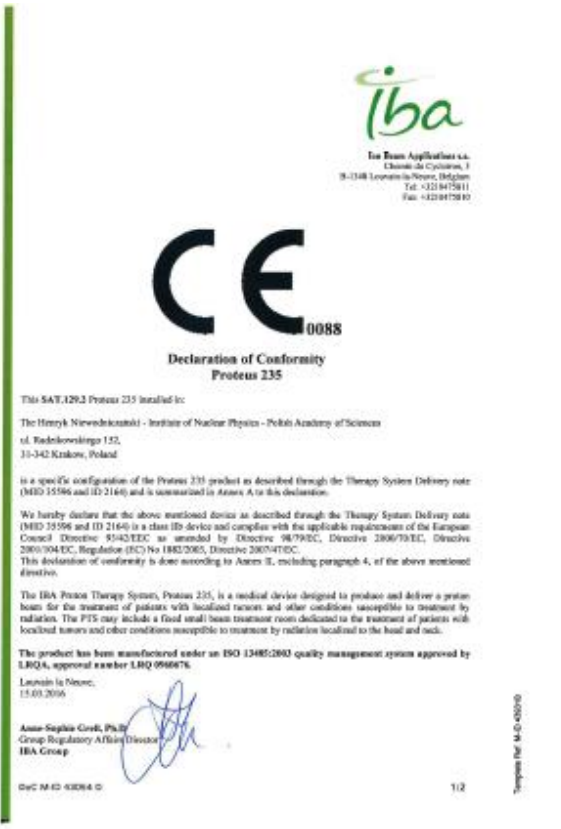 iba
Ion Beam Applications s.a.
Chemin du Cyclotron, 3
B-1348 Louvain-la-Neuve, Belgium
Tel: +3210475811
Fax: +3210475810
CE
0088
Declaration of Conformity
Proteus 235
This SAT.129.2 Proteus 235 installed in:
The Henryk Niewodniczański - Institute of Nuclear Physics - Polish Academy of Sciences
ul. Radzikowskiego 152,
31-342 Krakow, Poland
is a specific configuration of the Proteus 235 product as described through the Therapy System Delivery note
(MID 35596 and ID 2164) and is summarized in Annex A to this declaration.
We hereby declare that the above mentioned device as described through the Therapy System Delivery note
(MID 35596 and ID 2164) is a class IIb device and complies with the applicable requirements of the European
Council Directive 93/42/EEC as amended by Directive 98/79/EC, Directive 2000/70/EC, Directive
2001/104/EC, Regulation (EC) No 1882/2003, Directive 2007/47/EC.
This declaration of conformity is done according to Annex II, excluding paragraph 4, of the above mentioned
directive.
The IBA Proton Therapy System, Proteus 235, is a medical device designed to produce and deliver a proton
beam for the treatment of patients with localized tumors and other conditions susceptible to treatment by
radiation. The PTS may include a fixed small beam treatment room dedicated to the treatment of patients with
localized tumors and other conditions susceptible to treatment by radiation localized to the head and neck.
The product has been manufactured under an ISO 13485:2003 quality management system approved by
LRQA, approval number LRQ 0960676.
Louvain la Neuve,
15.03.2016
Anne-Sophie Grell, Ph.D
Group Regulatory Affairs Director
IBA Group
DoC M-ID 43064 D
1/2
Template Ref: M-ID